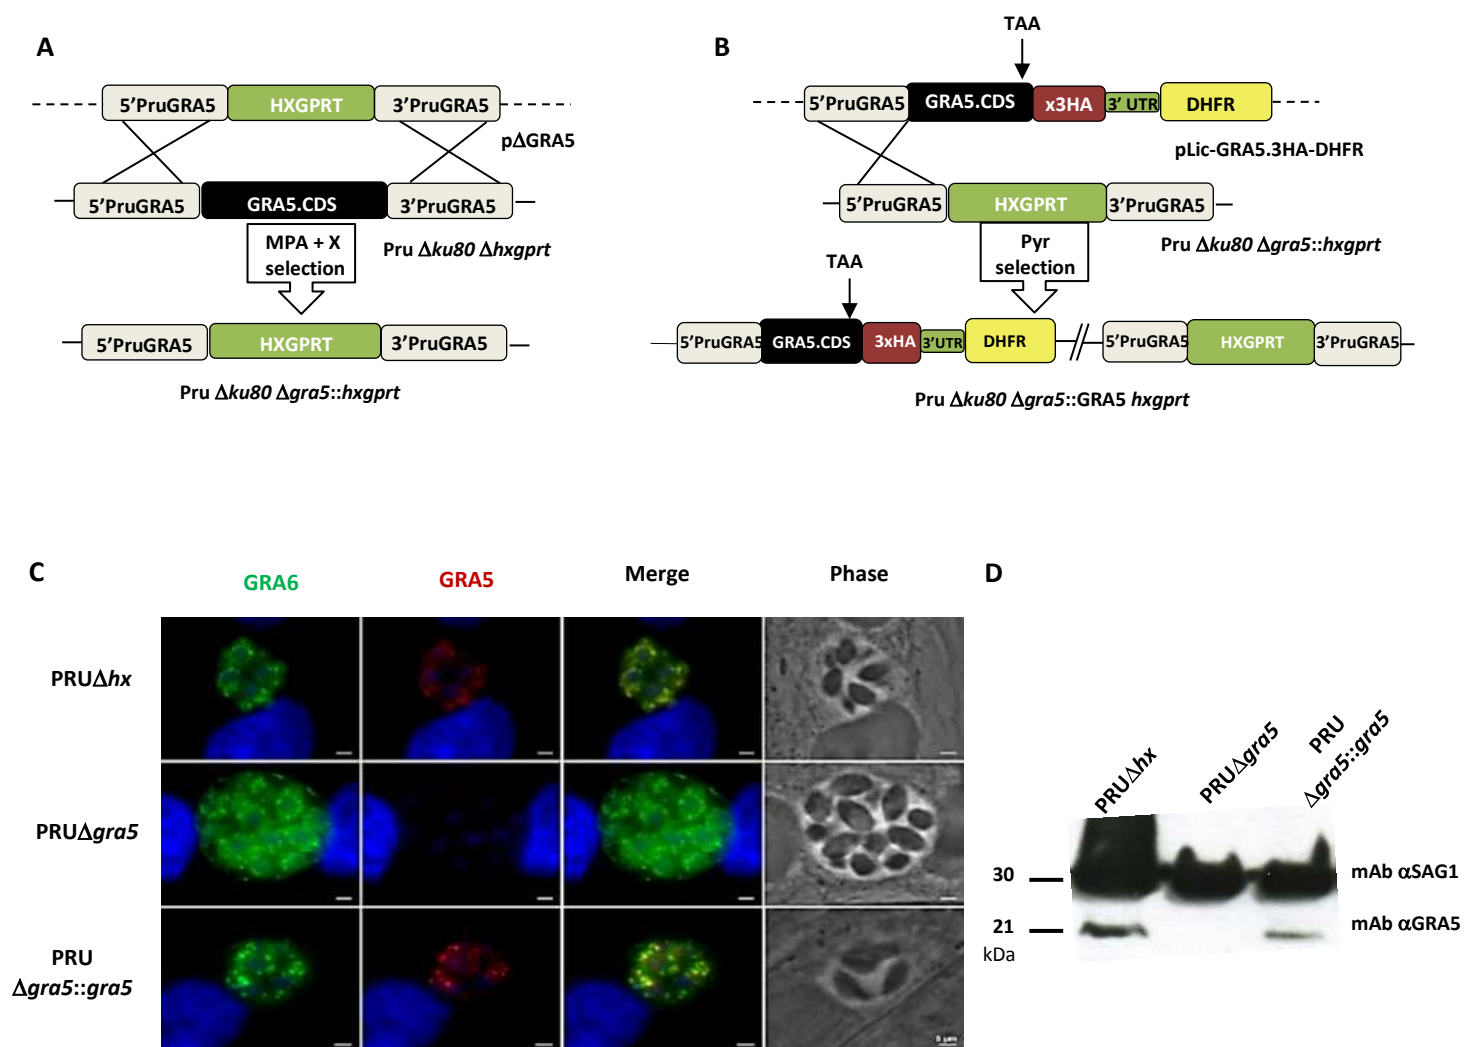 A
5’PruGRA5 HXGPRT 3’PruGRA5
pΔGRA5
5’PruGRA5 GRA5.CDS 3’PruGRA5
MPA + X
selection
Pru Δku80 Δhxgprt
5’PruGRA5 HXGPRT 3’PruGRA5
Pru Δku80 Δgra5::hxgprt
B
TAA
5’PruGRA5 GRA5.CDS x3HA 3’ UTR DHFR
pLic-GRA5.3HA-DHFR
5’PruGRA5 HXGPRT 3’PruGRA5
Pyr
selection
Pru Δku80 Δgra5::hxgprt
TAA
5’PruGRA5 GRA5.CDS 3xHA 3’UTR DHFR 5’PruGRA5 HXGPRT 3’PruGRA5
Pru Δku80 Δgra5::GRA5 hxgprt
C
GRA6 GRA5 Merge Phase
PRUΔhx
PRUΔgra5
PRU
Δgra5::gra5
5 µm
D
PRUΔhx
PRUΔgra5
PRU
Δgra5::gra5
30 mAb αSAG1
21 mAb αGRA5
kDa